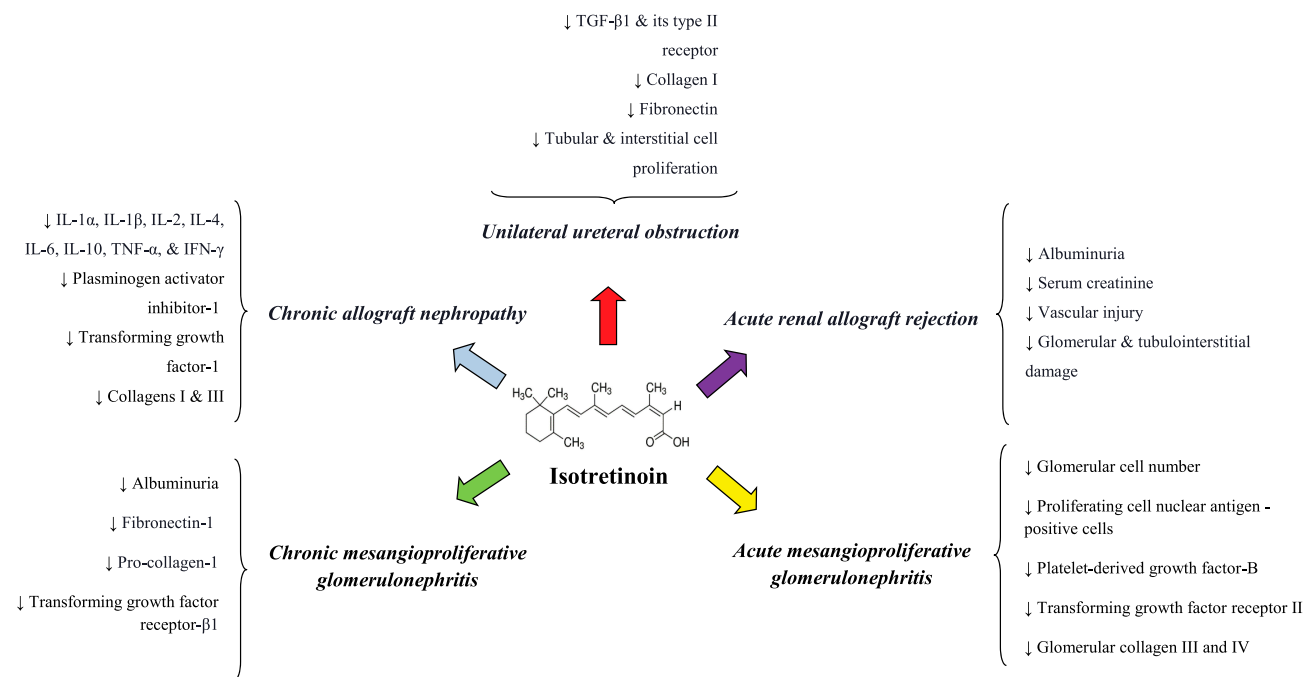 ↓ TGF-β1 & its type II
receptor
↓ Collagen I
↓ Fibronectin
↓ Tubular & interstitial cell
proliferation
Unilateral ureteral obstruction
↓ IL-1α, IL-1β, IL-2, IL-4,
IL-6, IL-10, TNF-α, & IFN-γ
↓ Plasminogen activator
inhibitor-1
↓ Transforming growth
factor-1
↓ Collagens I & III
Chronic allograft nephropathy
Acute renal allograft rejection
↓ Albuminuria
↓ Serum creatinine
↓ Vascular injury
↓ Glomerular & tubulointerstitial
damage
H₃C CH₃ CH₃ CH₃
H
CH₃ O OH
Isotretinoin
↓ Albuminuria
↓ Fibronectin-1
↓ Pro-collagen-1
↓ Transforming growth factor
receptor-β1
Chronic mesangioproliferative
glomerulonephritis
Acute mesangioproliferative
glomerulonephritis
↓ Glomerular cell number
↓ Proliferating cell nuclear antigen -
positive cells
↓ Platelet-derived growth factor-B
↓ Transforming growth factor receptor II
↓ Glomerular collagen III and IV